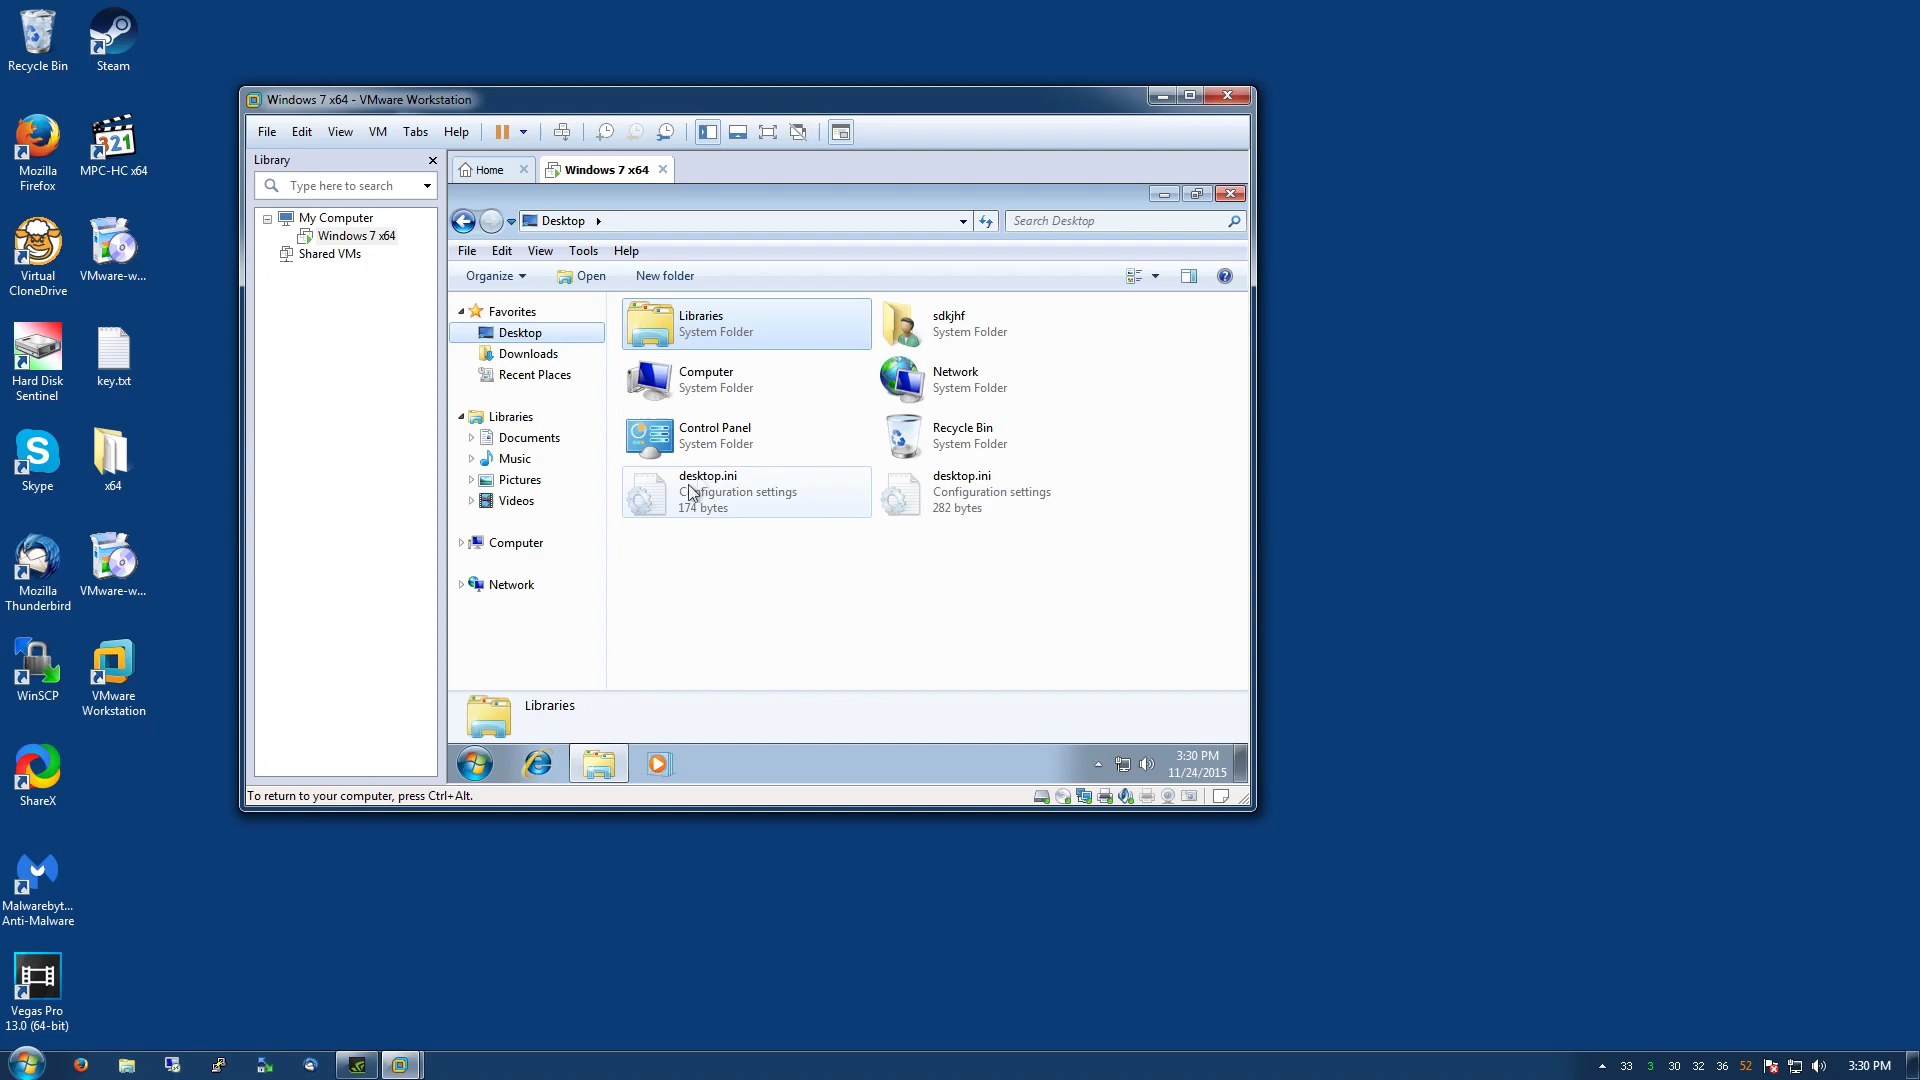 Recycle Bin
Steam
Mozilla
Firefox
MPC-HC x64
Virtual
CloneDrive
VMware-w...
Hard Disk
Sentinel
key.txt
Skype
x64
Mozilla
Thunderbird
VMware-w...
WinSCP
VMware
Workstation
ShareX
Malwarebyt...
Anti-Malware
Vegas Pro
13.0 (64-bit)
Windows 7 x64 - VMware Workstation
File Edit View VM Tabs Help
Library
Type here to search
My Computer
Windows 7 x64
Shared VMs
Home
Windows 7 x64
Desktop
Search Desktop
File Edit View Tools Help
Organize Open New folder
Favorites
Desktop
Downloads
Recent Places
Libraries
Documents
Music
Pictures
Videos
Computer
Network
Libraries
System Folder
sdkjhf
System Folder
Computer
System Folder
Network
System Folder
Control Panel
System Folder
Recycle Bin
System Folder
desktop.ini
Configuration settings
174 bytes
desktop.ini
Configuration settings
282 bytes
Libraries
3:30 PM
11/24/2015
To return to your computer, press Ctrl+Alt.
33 3 30 32 36 52
3:30 PM